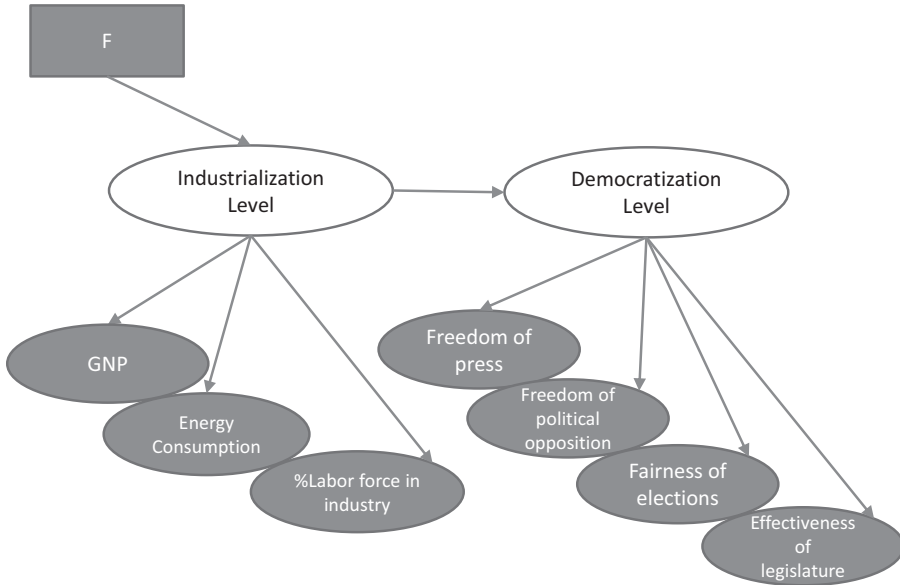 F
Industrialization
Level
Democratization
Level
GNP
Energy
Consumption
%Labor force in
industry
Freedom of
press
Freedom of
political
opposition
Fairness of
elections
Effectiveness
of
legislature